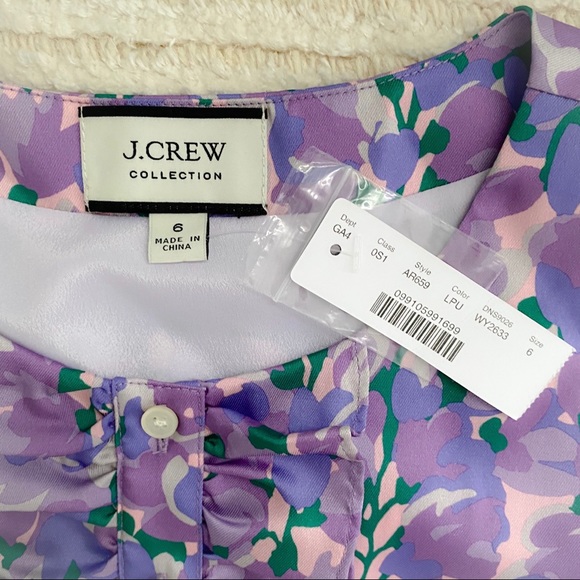 J.CREW
COLLECTION
6
MADE IN
CHINA
Dept Class Style Color DNS9026 Size
GA4 0S1 AR659 LPU WY2633 6
099105991699